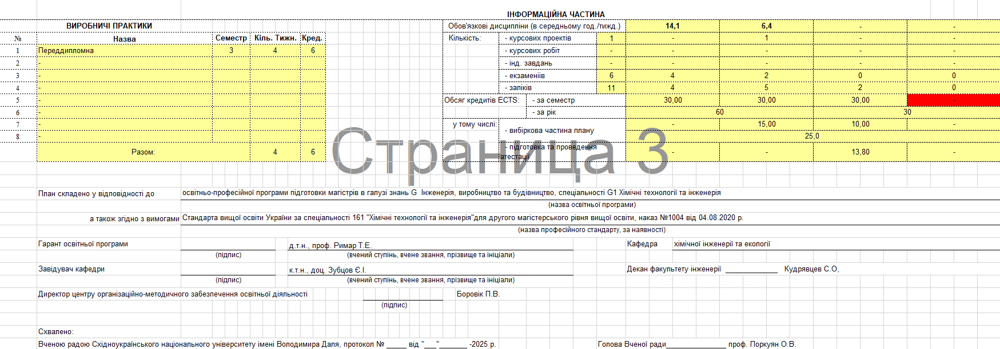 ІНФОРМАЦІЙНА ЧАСТИНА
ВИРОБНИЧІ ПРАКТИКИ
№ Назва Семестр Кіль. Тижн. Кред.
1 Переддипломна 3 4 6
2 -
3 -
4 -
5 -
6 -
7 -
8 -
Разом: 4 6
Обов'язкові дисципліни (в середньому год./тижд.) 14,1 6,4 - -
Кількість: - курсових проектів 1 - 1 - -
- курсових робіт - - - - -
- інд. завдань - - - - -
- екзаменіів 6 4 2 0 0
- заліків 11 4 5 2 0
Обсяг кредитів ECTS: - за семестр 30,00 30,00 30,00 -
- за рік 60 30
у тому числі: - 15,00 10,00 -
- вибіркова частина плану
25,0
- підготовка та проведення
атестації - - 13,80 -
Страница 3
План складено у відповідності до освітньо-професійної програми підготовки магістрів в галузі знань G Інженерія, виробництво та будівництво, спеціальності G1 Хімічні технології та інженерія
(назва освітньої програми)
а також згідно з вимогами Стандарта вищої освіти України за спеціальності 161 "Хімічні технології та інженерія"для другого магістерського рівня вищої освіти, наказ №1004 від 04.08.2020 р.
(назва професійного стандарту, за наявності)
Гарант освітньої програми д.т.н., проф. Римар Т.Е. Кафедра хімічної інженерії та екології
(підпис) (вчений ступінь, вчене звання, прізвище та ініціали)
Завідувач кафедри к.т.н., доц. Зубцов Є.І. Декан факультету інженерії ____________ Кудрявцев С.О,
(підпис) (вчений ступінь, вчене звання, прізвище та ініціали)
Директор центру організаційно-методичного забезпечення освітньої діяльності Боровік П.В.
(підпис)
Схвалено:
Вченою радою Східноукраїнського національного університету імені Володимира Даля, протокол № _____ від "___"_______ -2025 р. Голова Вченої ради_______________ проф. Поркуян О.В.